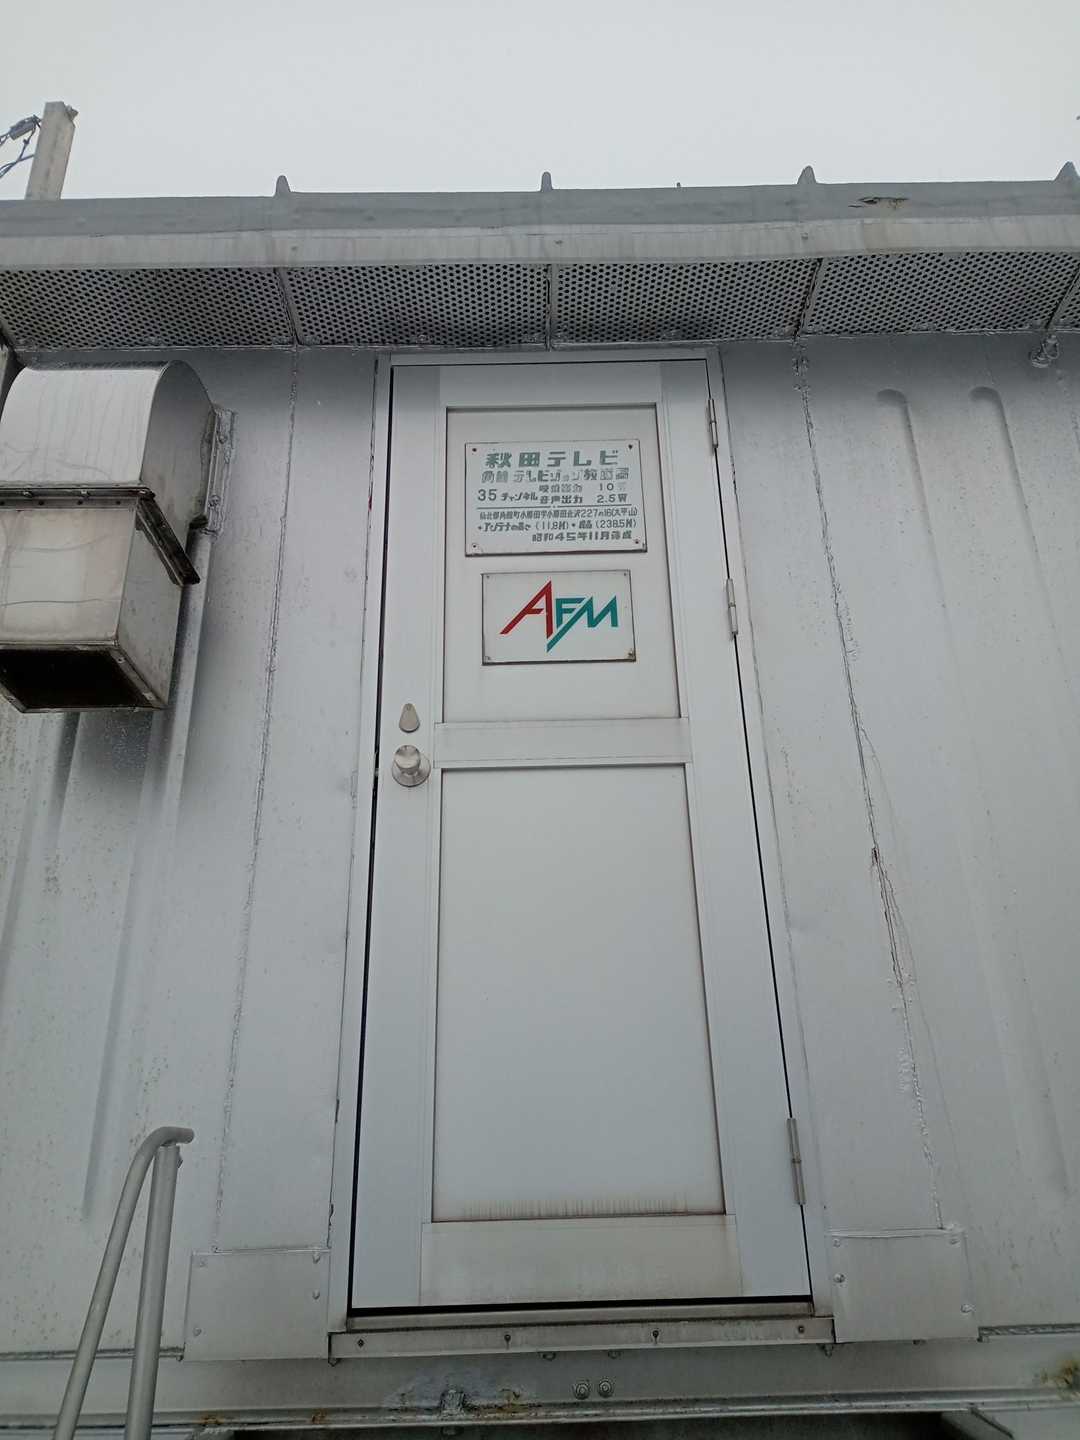 秋田テレビ
角館テレビジョン放送局
映像出力 10W
35チャンネル 音声出力 2.5W
仙北郡角館町小勝田字小勝田北沢227の16(大平山)
・アンテナの高さ(11.8M)・標高(238.5M)
昭和45年11月落成
AFM